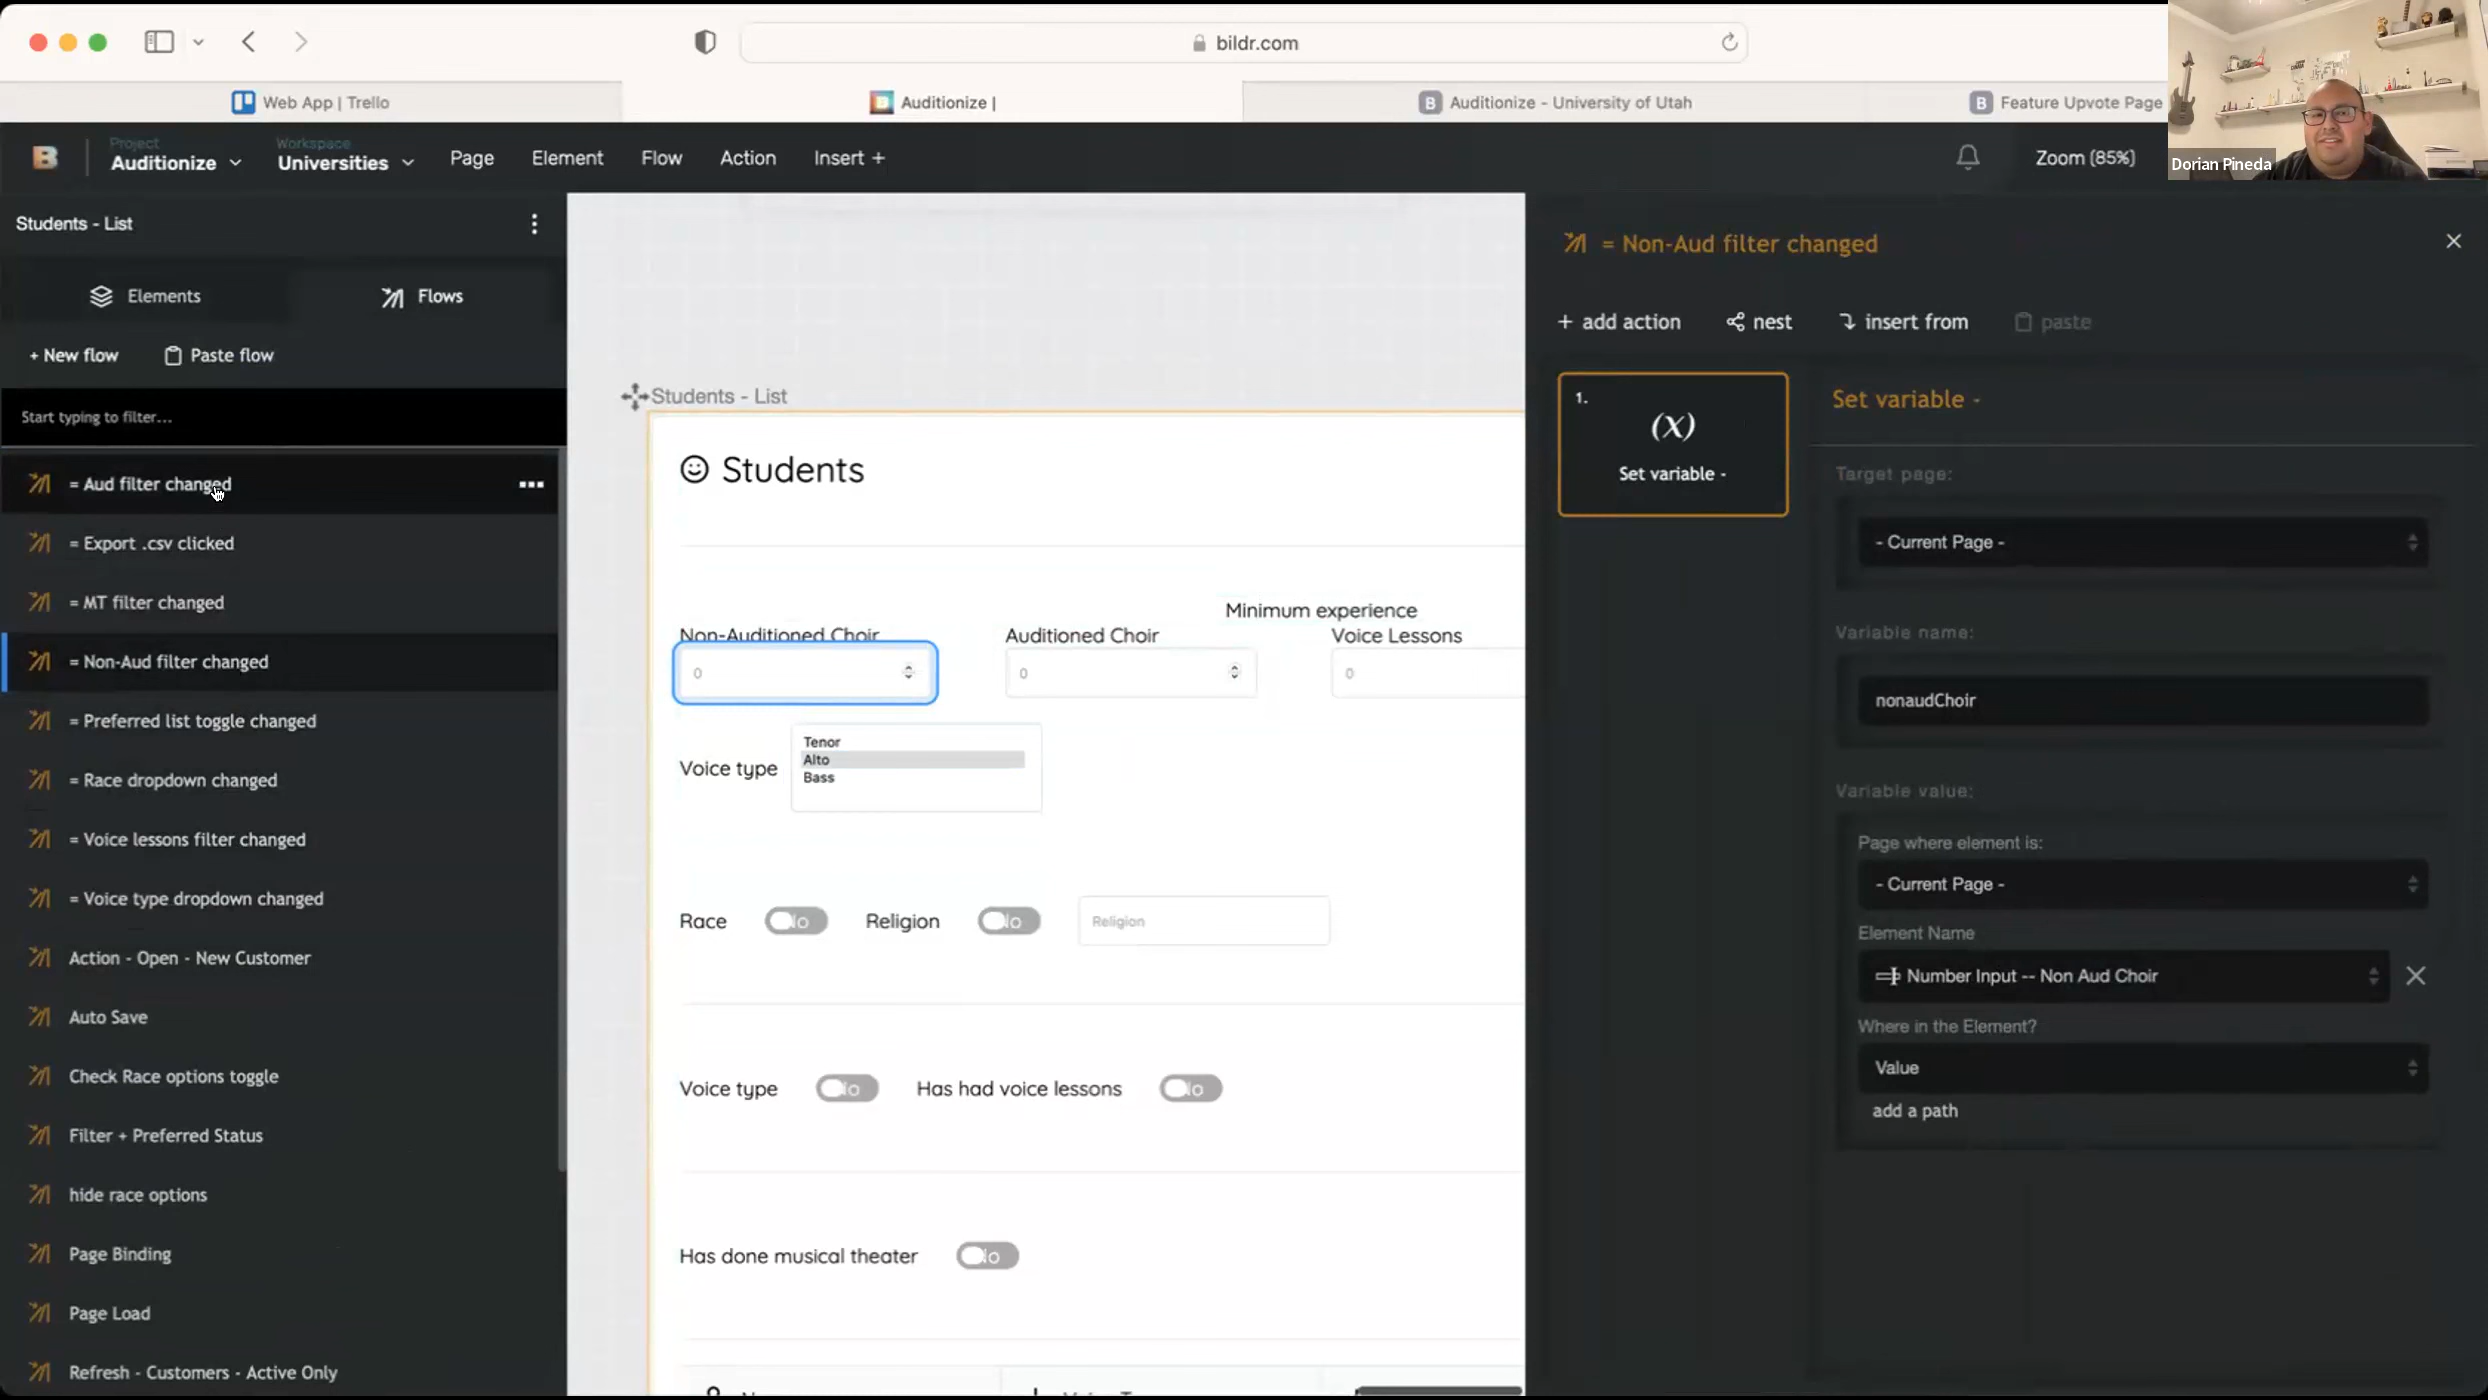 bildr.com
Web App | Trello
Auditionize |
Auditionize - University of Utah
Feature Upvote Page
Dorian Pineda
Project
Auditionize
Workspace
Universities
Page
Element
Flow
Action
Insert +
Zoom (85%)
Students - List
Elements
Flows
+ New flow
Paste flow
Start typing to filter...
= Aud filter changed
= Export .csv clicked
= MT filter changed
= Non-Aud filter changed
= Preferred list toggle changed
= Race dropdown changed
= Voice lessons filter changed
= Voice type dropdown changed
Action - Open - New Customer
Auto Save
Check Race options toggle
Filter + Preferred Status
hide race options
Page Binding
Page Load
Refresh - Customers - Active Only
Students - List
Students
Minimum experience
Non-Auditioned Choir
Auditioned Choir
Voice Lessons
0
0
0
Voice type
Tenor
Alto
Bass
Race
Religion
Religion
Voice type
Has had voice lessons
Has done musical theater
= Non-Aud filter changed
+ add action
nest
insert from
paste
1.
(x)
Set variable -
Set variable -
Target page:
- Current Page -
Variable name:
nonaudChoir
Variable value:
Page where element is:
- Current Page -
Element Name
Number Input -- Non Aud Choir
Where in the Element?
Value
add a path